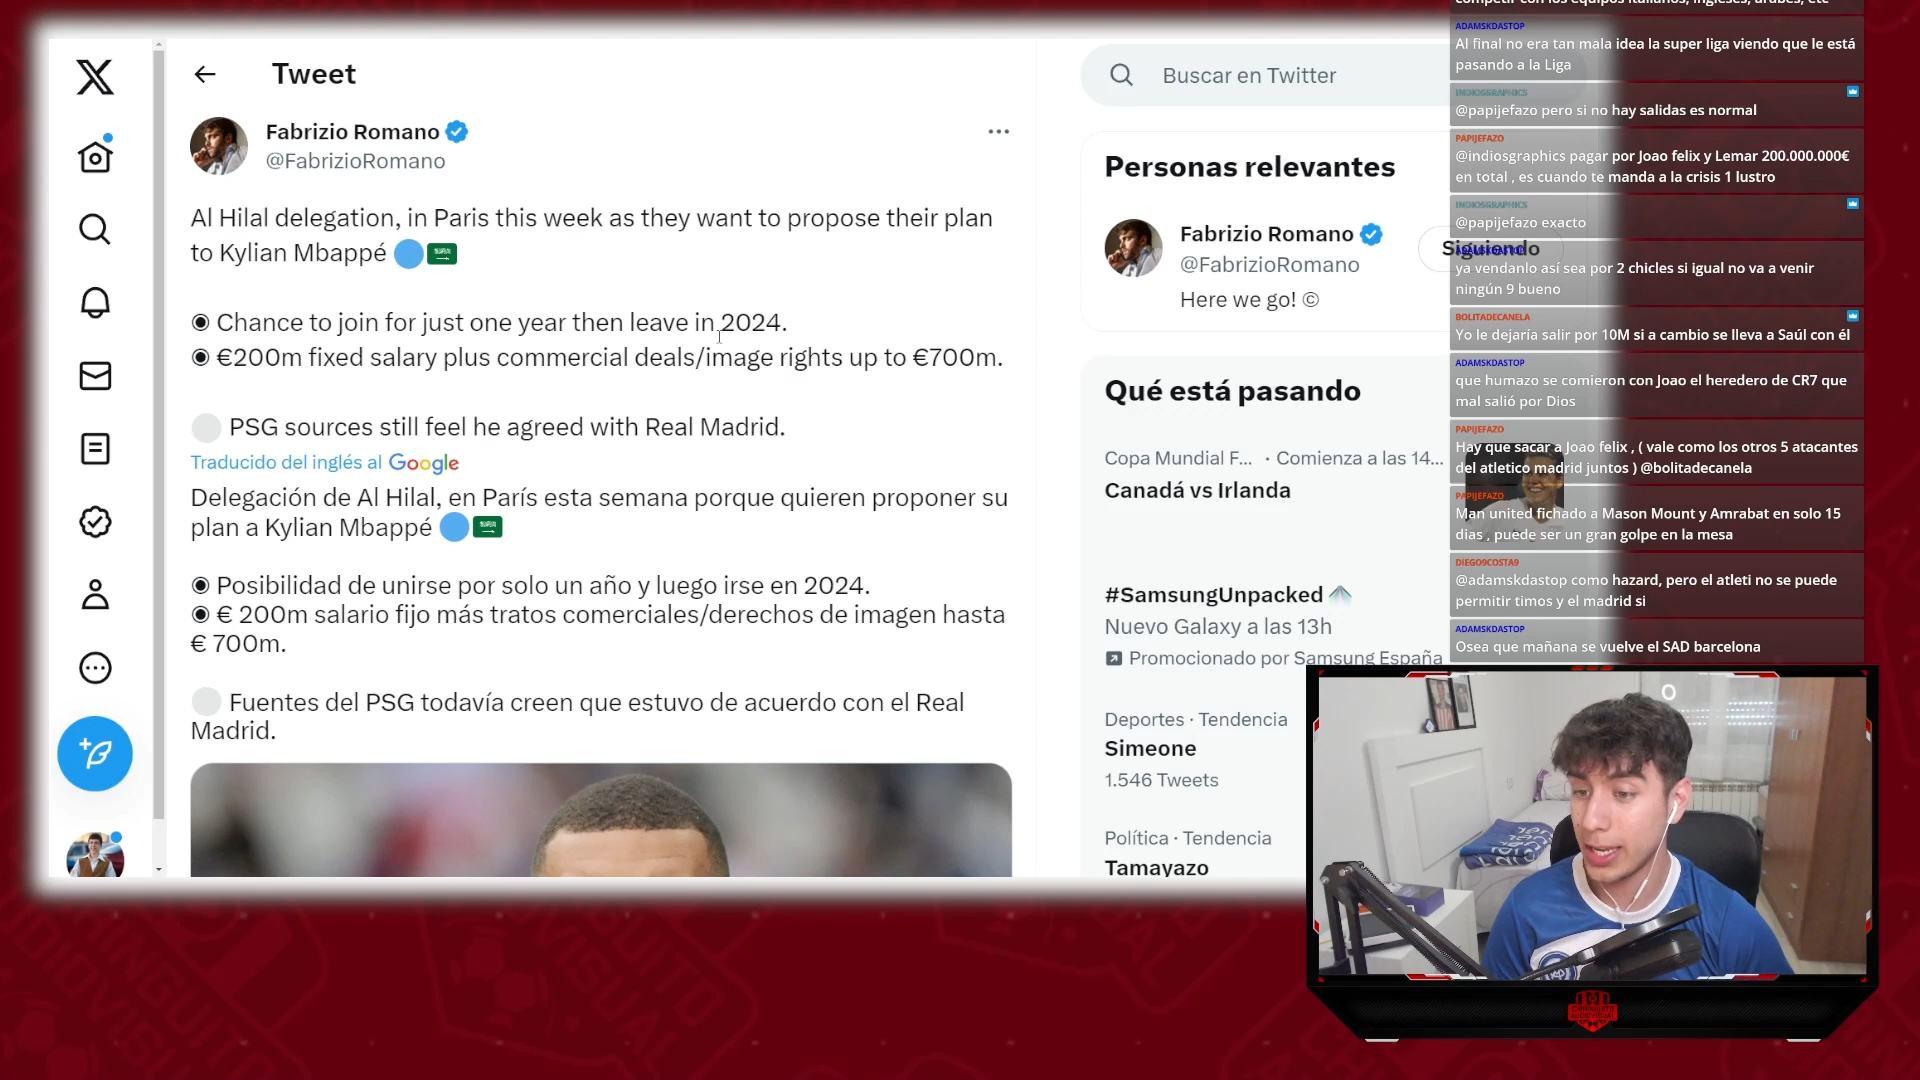 Tweet
Fabrizio Romano
@FabrizioRomano
Al Hilal delegation, in Paris this week as they want to propose their plan
to Kylian Mbappé
◉ Chance to join for just one year then leave in 2024.
◉ €200m fixed salary plus commercial deals/image rights up to €700m.
PSG sources still feel he agreed with Real Madrid.
Traducido del inglés al Google
Delegación de Al Hilal, en París esta semana porque quieren proponer su
plan a Kylian Mbappé
◉ Posibilidad de unirse por solo un año y luego irse en 2024.
◉ € 200m salario fijo más tratos comerciales/derechos de imagen hasta
€ 700m.
Fuentes del PSG todavía creen que estuvo de acuerdo con el Real
Madrid.
Buscar en Twitter
Personas relevantes
Fabrizio Romano
@FabrizioRomano
Siguiendo
Here we go! ©
Qué está pasando
Copa Mundial F... · Comienza a las 14...
Canadá vs Irlanda
#SamsungUnpacked
Nuevo Galaxy a las 13h
Promocionado por Samsung España
Deportes · Tendencia
Simeone
1.546 Tweets
Política · Tendencia
Tamayazo
competir con los equipos italianos, ingleses, arabes, etc
ADAMSKDASTOP
Al final no era tan mala idea la super liga viendo que le está
pasando a la Liga
INDIOSGRAPHICS
@papijefazo pero si no hay salidas es normal
PAPIJEFAZO
@indiosgraphics pagar por Joao felix y Lemar 200.000.000€
en total , es cuando te manda a la crisis 1 lustro
INDIOSGRAPHICS
@papijefazo exacto
ADAMSKDASTOP
ya vendanlo así sea por 2 chicles si igual no va a venir
ningún 9 bueno
BOLITADECANELA
Yo le dejaría salir por 10M si a cambio se lleva a Saúl con él
ADAMSKDASTOP
que humazo se comieron con Joao el heredero de CR7 que
mal salió por Dios
PAPIJEFAZO
Hay que sacar a Joao felix , ( vale como los otros 5 atacantes
del atletico madrid juntos ) @bolitadecanela
PAPIJEFAZO
Man united fichado a Mason Mount y Amrabat en solo 15
dias , puede ser un gran golpe en la mesa
DIEGO9COSTA9
@adamskdastop como hazard, pero el atleti no se puede
permitir timos y el madrid si
ADAMSKDASTOP
Osea que mañana se vuelve el SAD barcelona